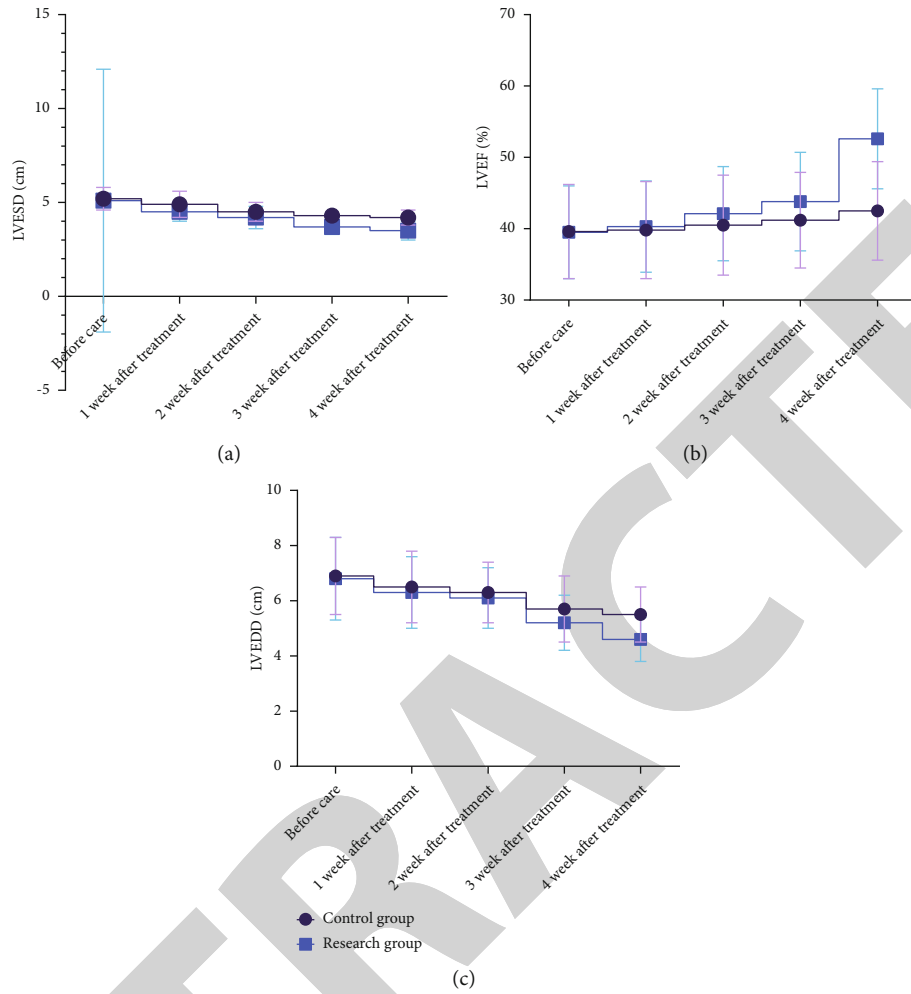 15
10
5
0
-5
LVESD (cm)
Before care
1 week after treatment
2 week after treatment
3 week after treatment
4 week after treatment
(a)
70
60
50
40
30
LVEF (%)
Before care
1 week after treatment
2 week after treatment
3 week after treatment
4 week after treatment
(b)
10
8
6
4
2
0
LVEDD (cm)
Before care
1 week after treatment
2 week after treatment
3 week after treatment
4 week after treatment
Control group
Research group
(c)